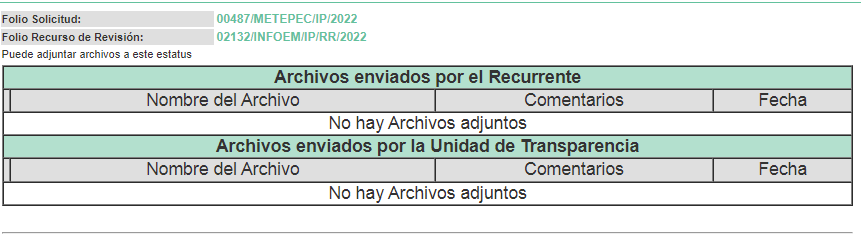 Folio Solicitud: 00487/METEPEC/IP/2022
Folio Recurso de Revisión: 02132/INFOEM/IP/RR/2022
Puede adjuntar archivos a este estatus
Archivos enviados por el Recurrente
Nombre del Archivo Comentarios Fecha
No hay Archivos adjuntos
Archivos enviados por la Unidad de Transparencia
Nombre del Archivo Comentarios Fecha
No hay Archivos adjuntos